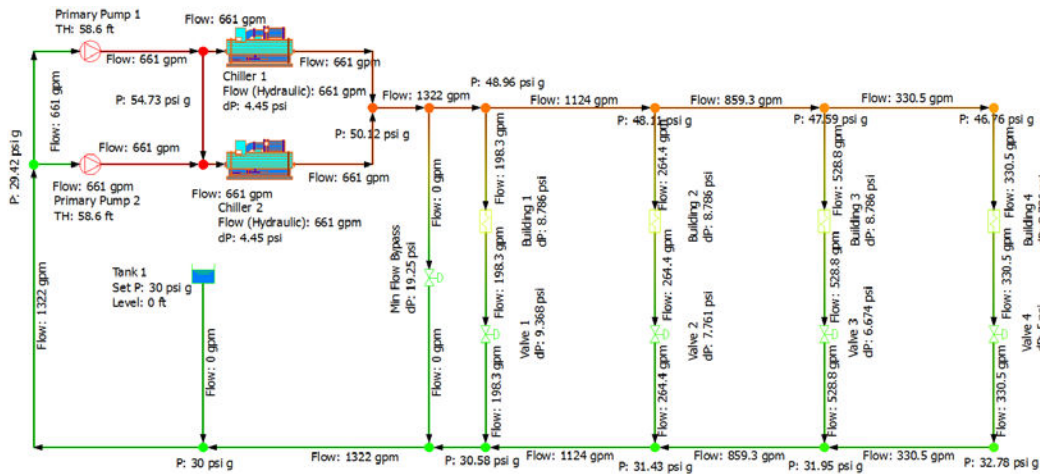 Primary Pump 1
TH: 58.6 ft
Flow: 661 gpm
Flow: 661 gpm
Flow: 661 gpm
Chiller 1
Flow (Hydraulic): 661 gpm
dP: 4.45 psi
Flow: 661 gpm
P: 54.73 psi g
P: 29.42 psi g
Flow: 661 gpm
Flow: 661 gpm
Primary Pump 2
TH: 58.6 ft
Flow: 661 gpm
Chiller 2
Flow (Hydraulic): 661 gpm
dP: 4.45 psi
Flow: 661 gpm
P: 50.12 psi g
Flow: 1322 gpm
P: 48.96 psi g
Flow: 1124 gpm
P: 48.11 psi g
Flow: 859.3 gpm
P: 47.59 psi g
Flow: 330.5 gpm
P: 46.76 psi g
Flow: 0 gpm
Flow: 198.3 gpm
Flow: 264.4 gpm
Flow: 528.8 gpm
Flow: 330.5 gpm
Building 1
dP: 8.786 psi
Building 2
dP: 8.786 psi
Building 3
dP: 8.786 psi
Building 4
Tank 1
Set P: 30 psi g
Level: 0 ft
Min Flow Bypass
dP: 19.25 psi
Flow: 198.3 gpm
Flow: 264.4 gpm
Flow: 528.8 gpm
Flow: 330.5 gpm
Valve 1
dP: 9.368 psi
Valve 2
dP: 7.761 psi
Valve 3
dP: 6.674 psi
Valve 4
Flow: 1322 gpm
Flow: 0 gpm
Flow: 0 gpm
Flow: 198.3 gpm
Flow: 264.4 gpm
Flow: 528.8 gpm
Flow: 330.5 gpm
P: 30 psi g
Flow: 1322 gpm
P: 30.58 psi g
Flow: 1124 gpm
P: 31.43 psi g
Flow: 859.3 gpm
P: 31.95 psi g
Flow: 330.5 gpm
P: 32.78 psi g